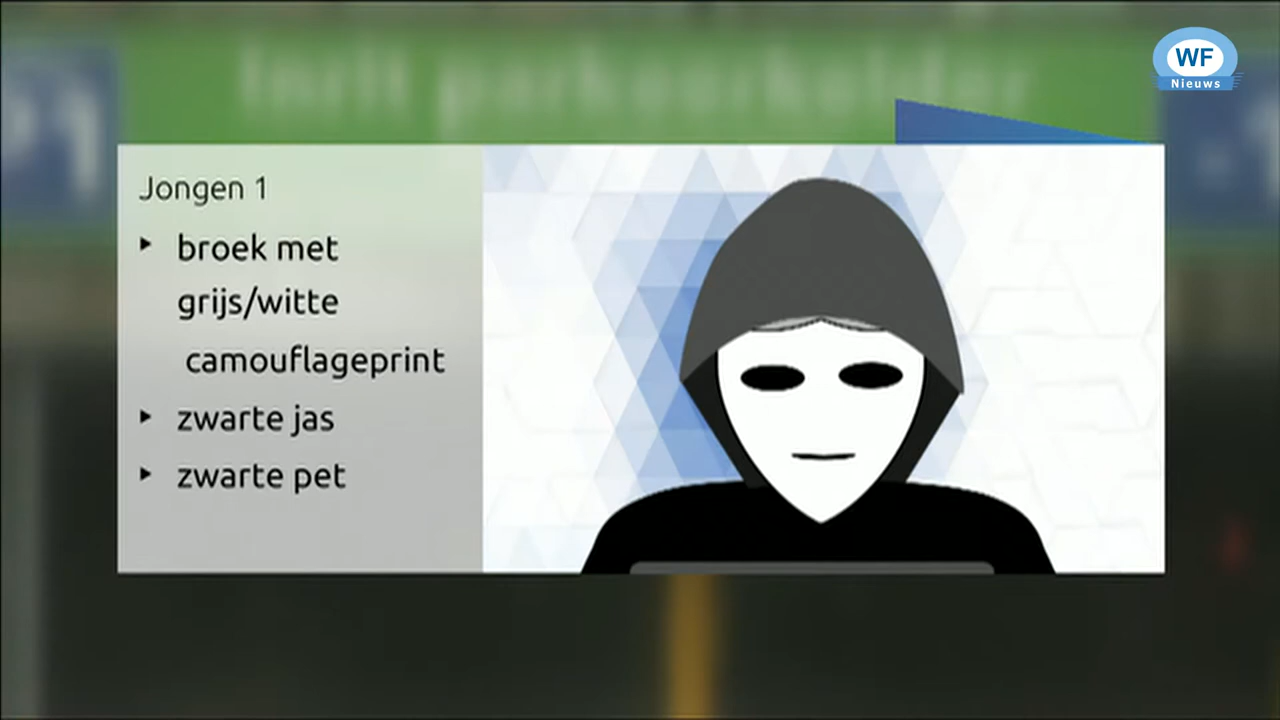 WF
Nieuws
Jongen 1
broek met
grijs/witte
camouflageprint
zwarte jas
zwarte pet